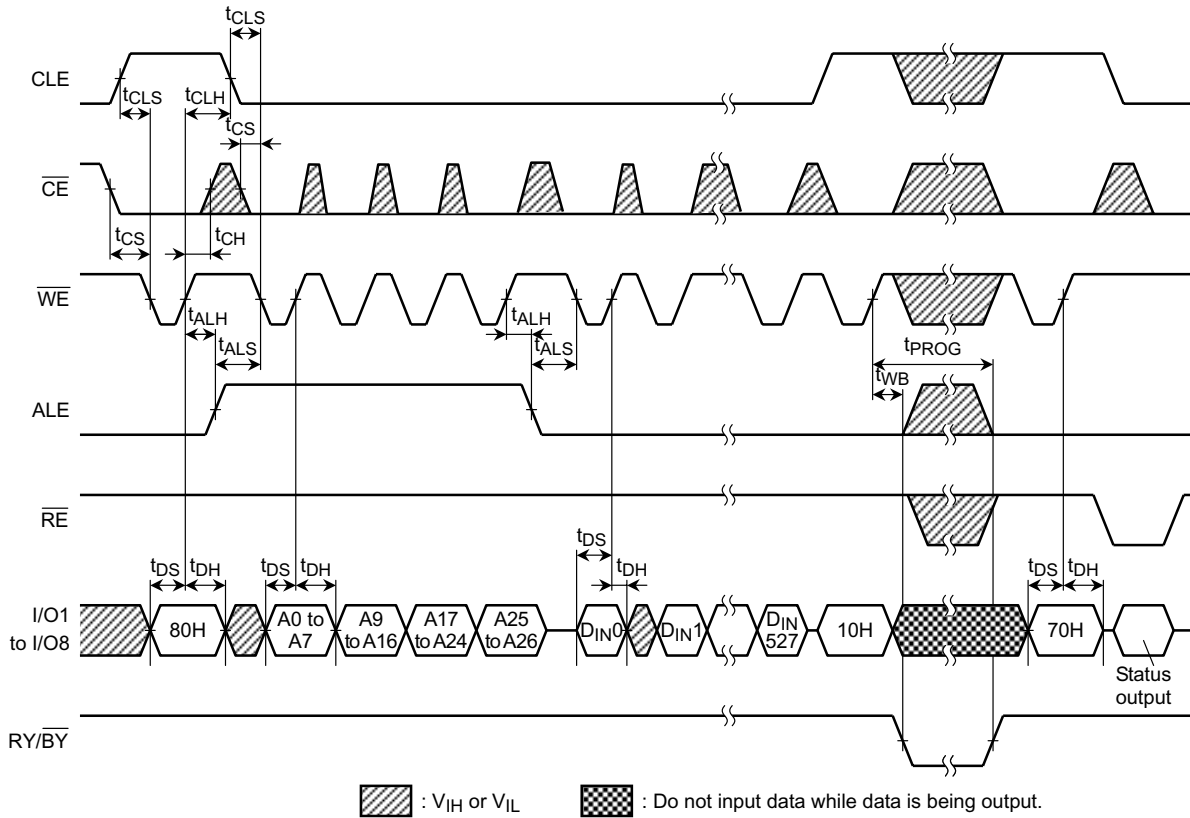 tCLS
CLE
tCLS
tCLH
tCS
CE
tCS
tCH
WE
tALH
tALS
tALH
tALS
tPROG
tWB
ALE
RE
tDS
tDH
tDS
tDH
tDS
tDH
tDS
tDH
I/O1
to I/O8
80H
A0 to
A7
A9
to A16
A17
to A24
A25
to A26
DIN0
DIN1
DIN
527
10H
70H
Status
output
RY/BY
: VIH or VIL
: Do not input data while data is being output.